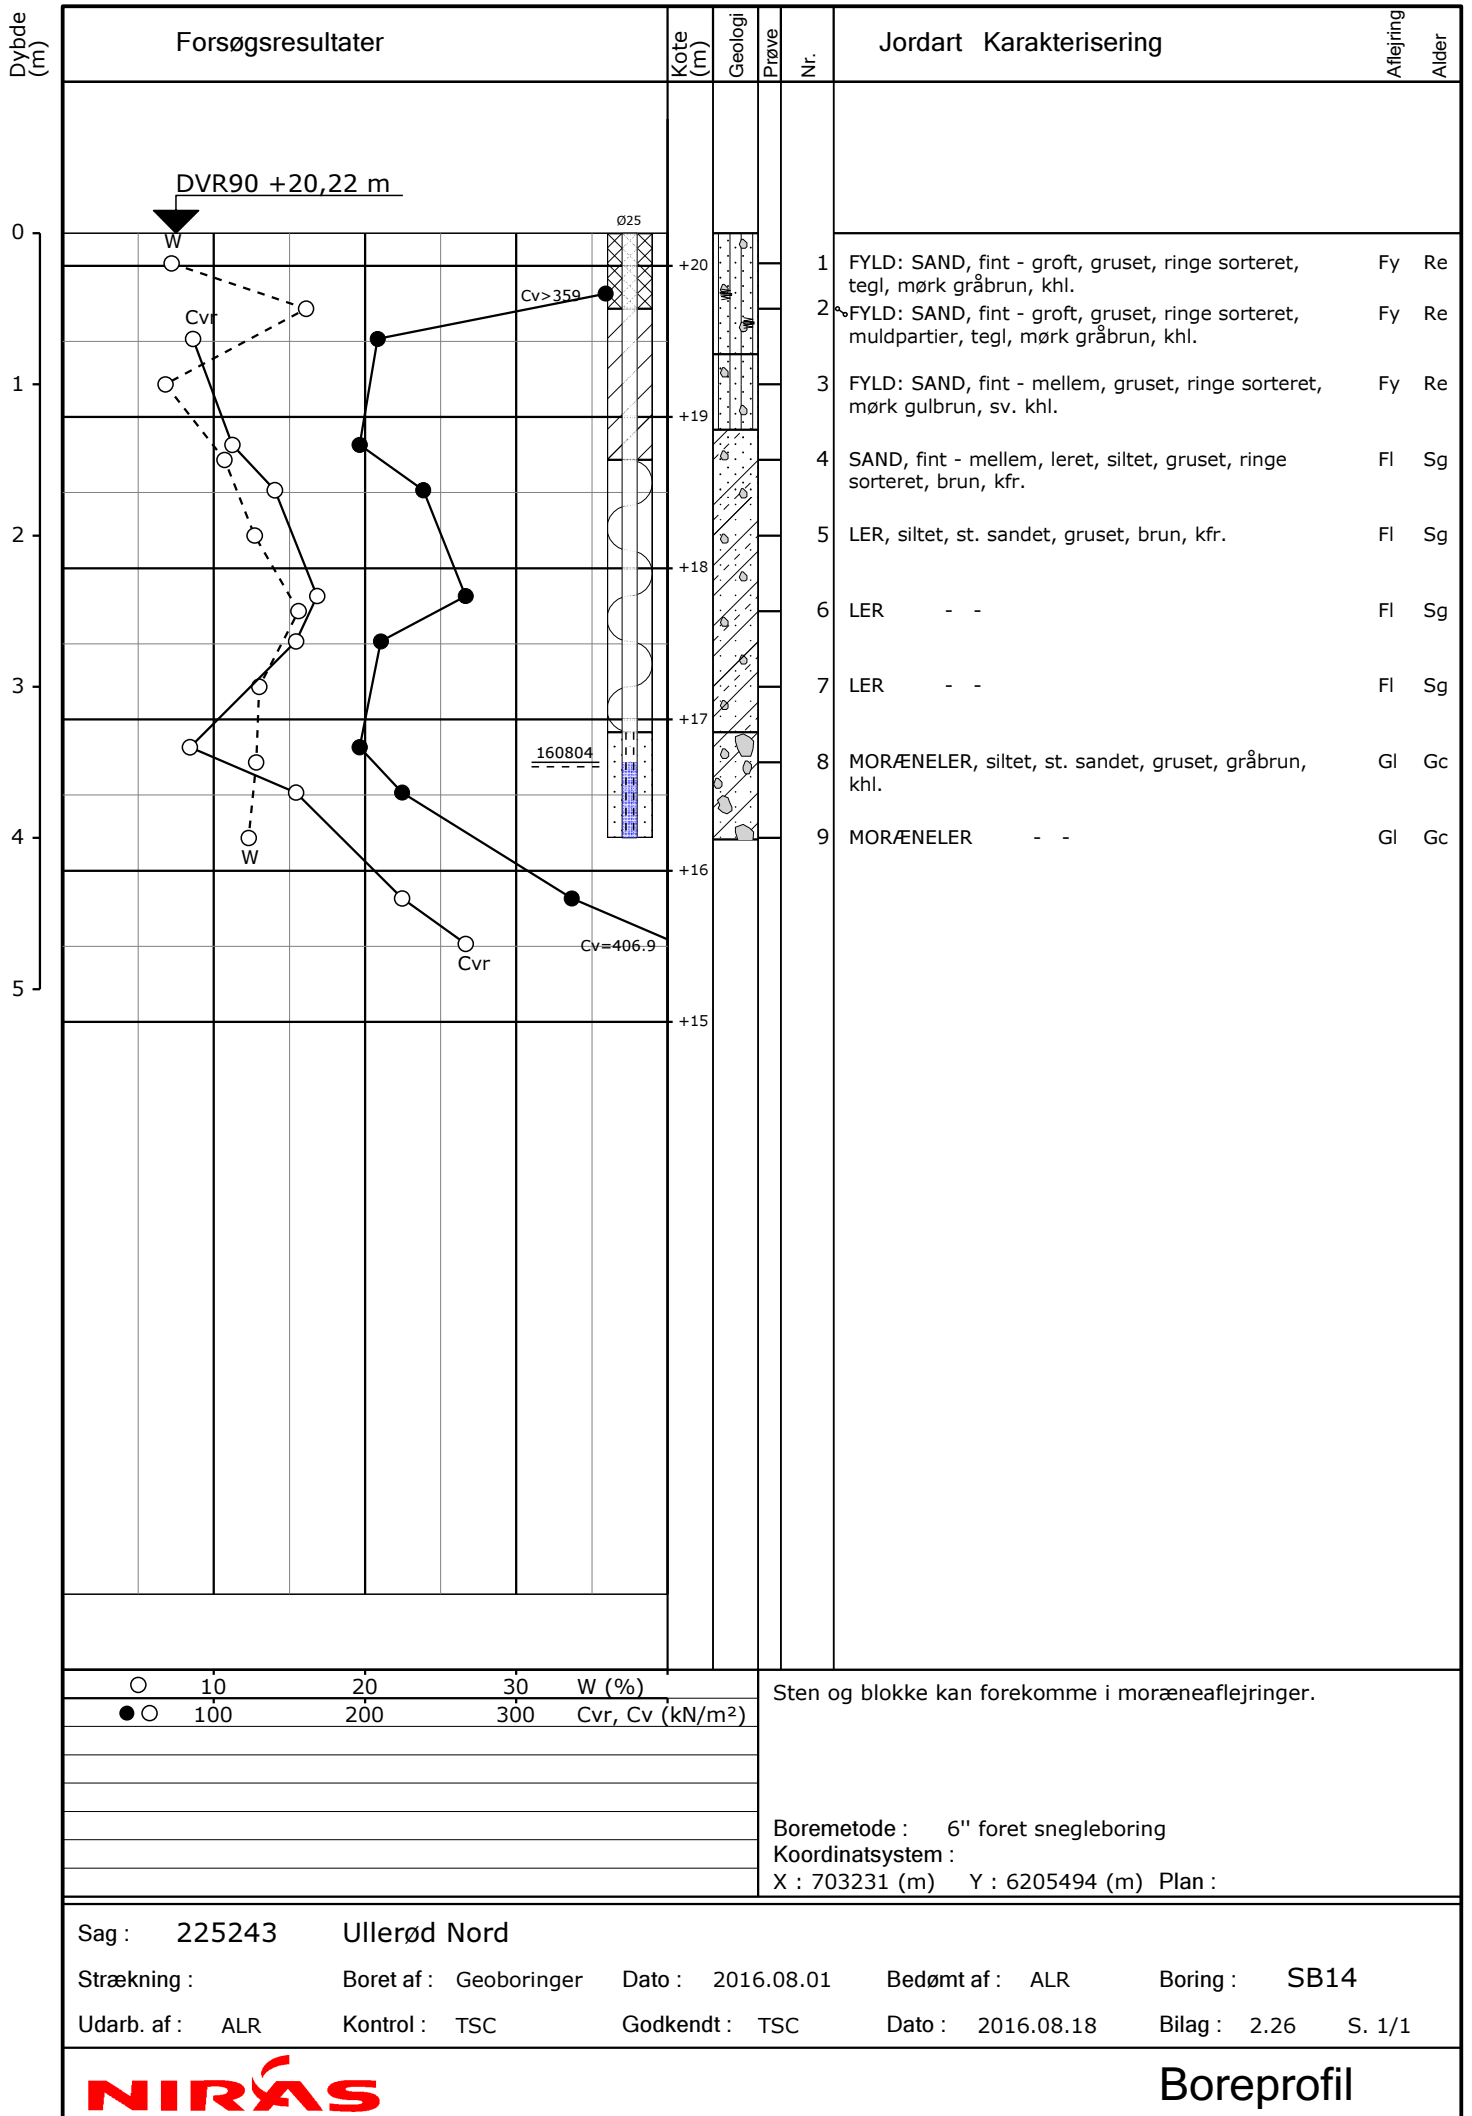 Dybde
(m)
Forsøgsresultater
Kote
(m)
Geologi
Prøve
Nr.
Jordart Karakterisering
Aflejring
Alder
DVR90 +20,22 m
Ø25
0
W
+20
1 FYLD: SAND, fint - groft, gruset, ringe sorteret, Fy Re
tegl, mørk gråbrun, khl.
Cv>359
2 FYLD: SAND, fint - groft, gruset, ringe sorteret, Fy Re
muldpartier, tegl, mørk gråbrun, khl.
Cvr
1
3 FYLD: SAND, fint - mellem, gruset, ringe sorteret, Fy Re
mørk gulbrun, sv. khl.
+19
4 SAND, fint - mellem, leret, siltet, gruset, ringe Fl Sg
sorteret, brun, kfr.
2
5 LER, siltet, st. sandet, gruset, brun, kfr. Fl Sg
+18
6 LER - - Fl Sg
3
7 LER - - Fl Sg
+17
160804
8 MORÆNELER, siltet, st. sandet, gruset, gråbrun, Gl Gc
khl.
4
9 MORÆNELER - - Gl Gc
W
+16
Cv=406.9
Cvr
5
+15
10 20 30 W (%)
100 200 300 Cvr, Cv (kN/m²)
Sten og blokke kan forekomme i moræneaflejringer.
Boremetode : 6'' foret snegleboring
Koordinatsystem :
X : 703231 (m) Y : 6205494 (m) Plan :
Sag : 225243 Ullerød Nord
Strækning : Boret af : Geoboringer Dato : 2016.08.01 Bedømt af : ALR Boring : SB14
Udarb. af : ALR Kontrol : TSC Godkendt : TSC Dato : 2016.08.18 Bilag : 2.26 S. 1/1
NIRAS
Boreprofil